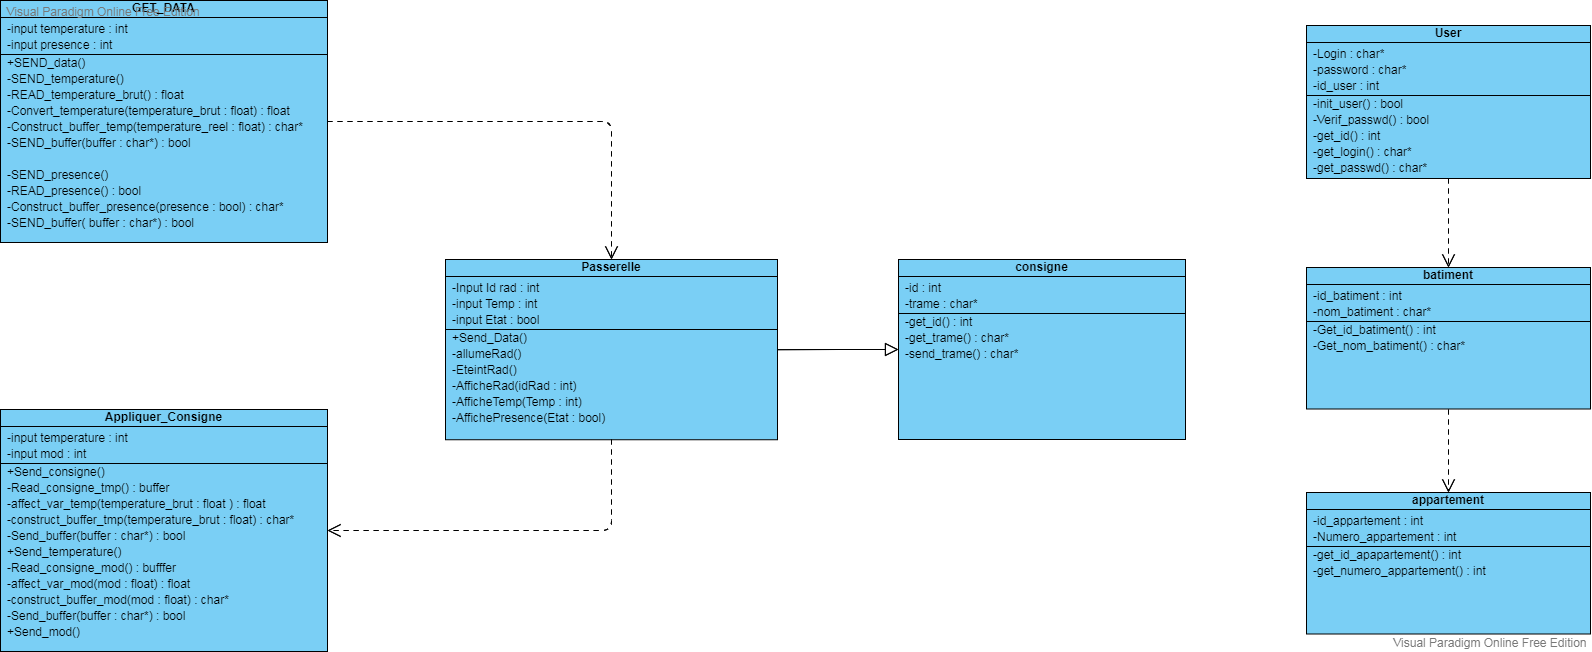 Visual Paradigm Online Free Edition
GET_DATA
-input temperature : int
-input presence : int
+SEND_data()
-SEND_temperature()
-READ_temperature_brut() : float
-Convert_temperature(temperature_brut : float) : float
-Construct_buffer_temp(temperature_reel : float) : char*
-SEND_buffer(buffer : char*) : bool
-SEND_presence()
-READ_presence() : bool
-Construct_buffer_presence(presence : bool) : char*
-SEND_buffer( buffer : char*) : bool
Passerelle
-Input Id rad : int
-input Temp : int
-input Etat : bool
+Send_Data()
-allumeRad()
-EteintRad()
-AfficheRad(idRad : int)
-AfficheTemp(Temp : int)
-AffichePresence(Etat : bool)
consigne
-id : int
-trame : char*
-get_id() : int
-get_trame() : char*
-send_trame() : char*
Appliquer_Consigne
-input temperature : int
-input mod : int
+Send_consigne()
-Read_consigne_tmp() : buffer
-affect_var_temp(temperature_brut : float ) : float
-construct_buffer_tmp(temperature_brut : float) : char*
-Send_buffer(buffer : char*) : bool
+Send_temperature()
-Read_consigne_mod() : bufffer
-affect_var_mod(mod : float) : float
-construct_buffer_mod(mod : float) : char*
-Send_buffer(buffer : char*) : bool
+Send_mod()
User
-Login : char*
-password : char*
-id_user : int
-init_user() : bool
-Verif_passwd() : bool
-get_id() : int
-get_login() : char*
-get_passwd() : char*
batiment
-id_batiment : int
-nom_batiment : char*
-Get_id_batiment() : int
-Get_nom_batiment() : char*
appartement
-id_appartement : int
-Numero_appartement : int
-get_id_apapartement() : int
-get_numero_appartement() : int
Visual Paradigm Online Free Edition